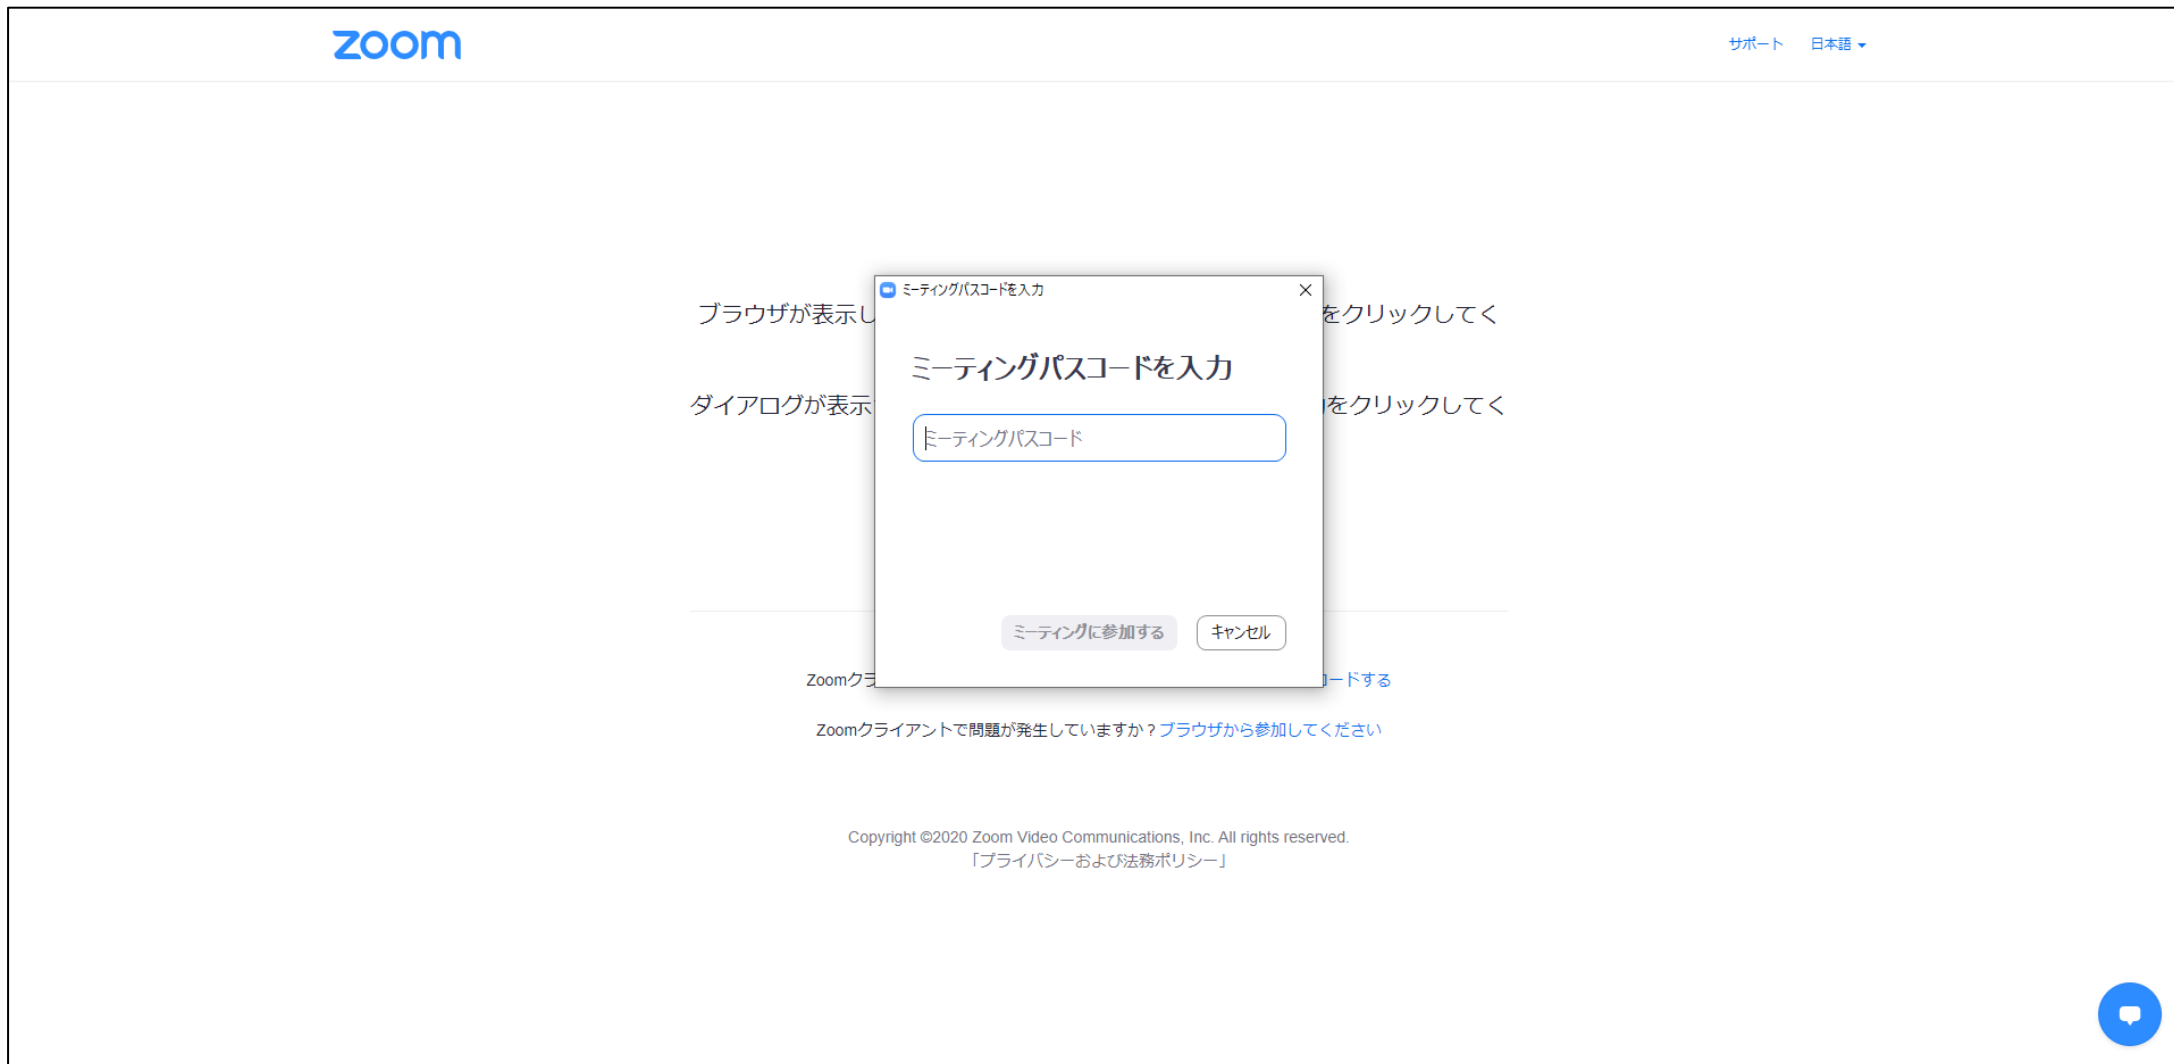 zoom
サポート 日本語
ミーティングパスコードを入力
ブラウザが表示し をクリックしてく
ミーティングパスコードを入力
ダイアログが表示 をクリックしてく
ミーティングパスコード
ミーティングに参加する キャンセル
Zoomクラ ードする
Zoomクライアントで問題が発生していますか？ブラウザから参加してください
Copyright ©2020 Zoom Video Communications, Inc. All rights reserved.
「プライバシーおよび法務ポリシー」